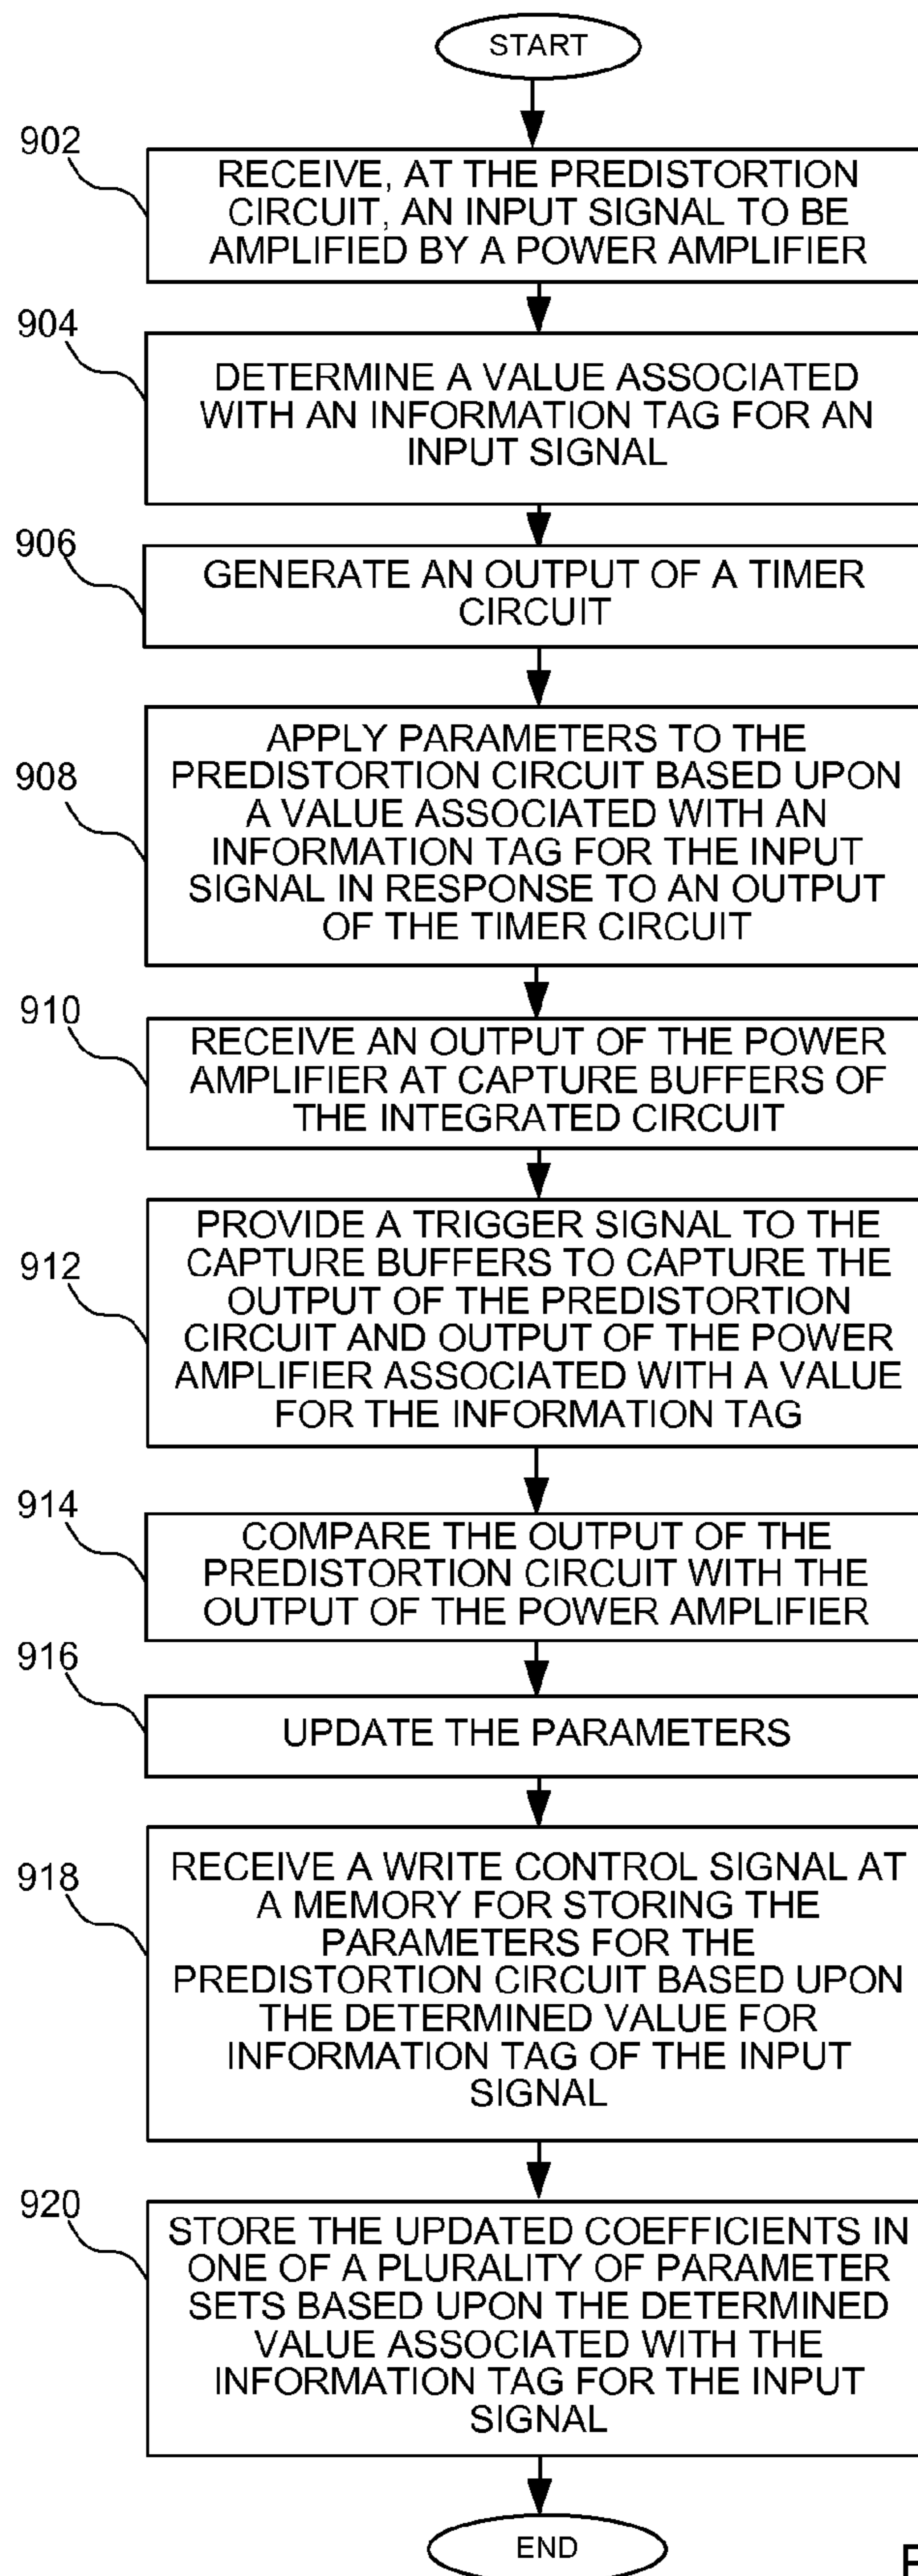 START
902
RECEIVE, AT THE PREDISTORTION
CIRCUIT, AN INPUT SIGNAL TO BE
AMPLIFIED BY A POWER AMPLIFIER
904
DETERMINE A VALUE ASSOCIATED
WITH AN INFORMATION TAG FOR AN
INPUT SIGNAL
906
GENERATE AN OUTPUT OF A TIMER
CIRCUIT
908
APPLY PARAMETERS TO THE
PREDISTORTION CIRCUIT BASED UPON
A VALUE ASSOCIATED WITH AN
INFORMATION TAG FOR THE INPUT
SIGNAL IN RESPONSE TO AN OUTPUT
OF THE TIMER CIRCUIT
910
RECEIVE AN OUTPUT OF THE POWER
AMPLIFIER AT CAPTURE BUFFERS OF
THE INTEGRATED CIRCUIT
912
PROVIDE A TRIGGER SIGNAL TO THE
CAPTURE BUFFERS TO CAPTURE THE
OUTPUT OF THE PREDISTORTION
CIRCUIT AND OUTPUT OF THE POWER
AMPLIFIER ASSOCIATED WITH A VALUE
FOR THE INFORMATION TAG
914
COMPARE THE OUTPUT OF THE
PREDISTORTION CIRCUIT WITH THE
OUTPUT OF THE POWER AMPLIFIER
916
UPDATE THE PARAMETERS
918
RECEIVE A WRITE CONTROL SIGNAL AT
A MEMORY FOR STORING THE
PARAMETERS FOR THE
PREDISTORTION CIRCUIT BASED UPON
THE DETERMINED VALUE FOR
INFORMATION TAG OF THE INPUT
SIGNAL
920
STORE THE UPDATED COEFFICIENTS IN
ONE OF A PLURALITY OF PARAMETER
SETS BASED UPON THE DETERMINED
VALUE ASSOCIATED WITH THE
INFORMATION TAG FOR THE INPUT
SIGNAL
END